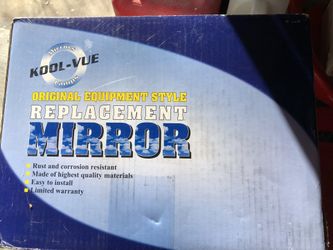 KOOL-VUE
ORIGINAL EQUIPMENT STYLE
REPLACEMENT
MIRROR
Rust and corrosion resistant
Made of highest quality materials
Easy to install
Limited warranty